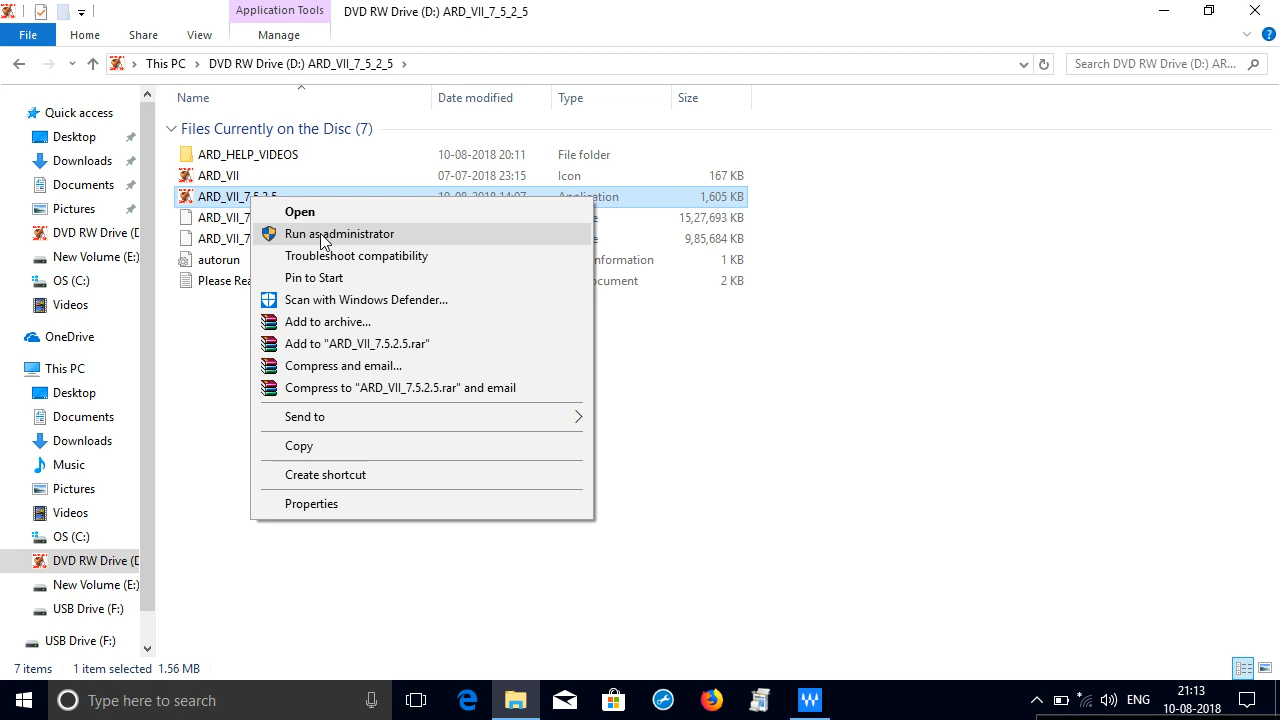 Application Tools
DVD RW Drive (D:) ARD_VII_7_5_2_5
File
Home
Share
View
Manage
This PC > DVD RW Drive (D:) ARD_VII_7_5_2_5 >
Search DVD RW Drive (D:) AR...
Name
Date modified
Type
Size
Files Currently on the Disc (7)
ARD_HELP_VIDEOS 10-08-2018 20:11 File folder
ARD_VII 07-07-2018 23:15 Icon 167 KB
ARD_VII_7.5.2.5 10-08-2018 14:07 Application 1,605 KB
ARD_VII_7 15,27,693 KB
ARD_VII_7 9,85,684 KB
autorun nformation 1 KB
Please Rea ocument 2 KB
Open
Run as administrator
Troubleshoot compatibility
Pin to Start
Scan with Windows Defender...
Add to archive...
Add to "ARD_VII_7.5.2.5.rar"
Compress and email...
Compress to "ARD_VII_7.5.2.5.rar" and email
Send to
Copy
Create shortcut
Properties
Quick access
Desktop
Downloads
Documents
Pictures
DVD RW Drive (D
New Volume (E:)
OS (C:)
Videos
OneDrive
This PC
Desktop
Documents
Downloads
Music
Pictures
Videos
OS (C:)
DVD RW Drive (D
New Volume (E:)
USB Drive (F:)
USB Drive (F:)
7 items 1 item selected 1.56 MB
Type here to search
ENG
21:13
10-08-2018